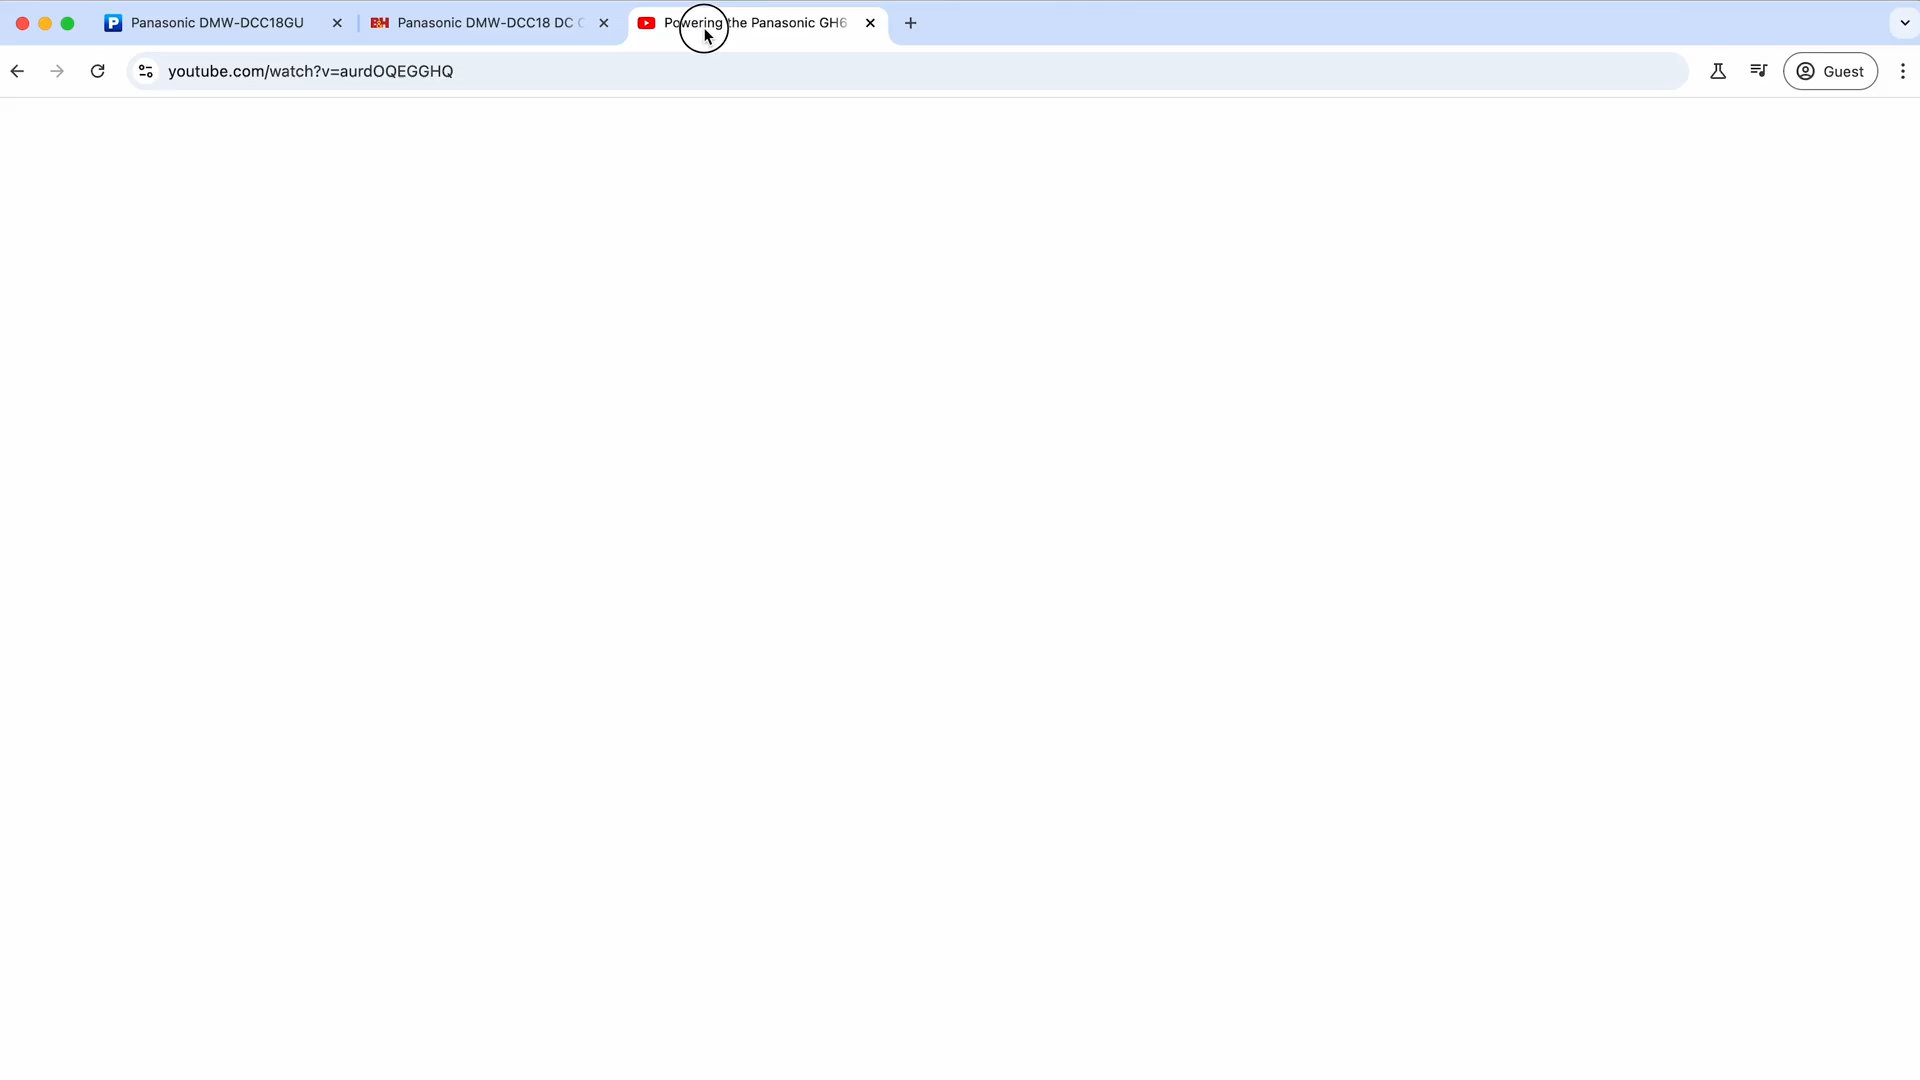 Panasonic DMW-DCC18GU
Panasonic DMW-DCC18 DC
Powering the Panasonic GH6
youtube.com/watch?v=aurdOQEGGHQ
Guest